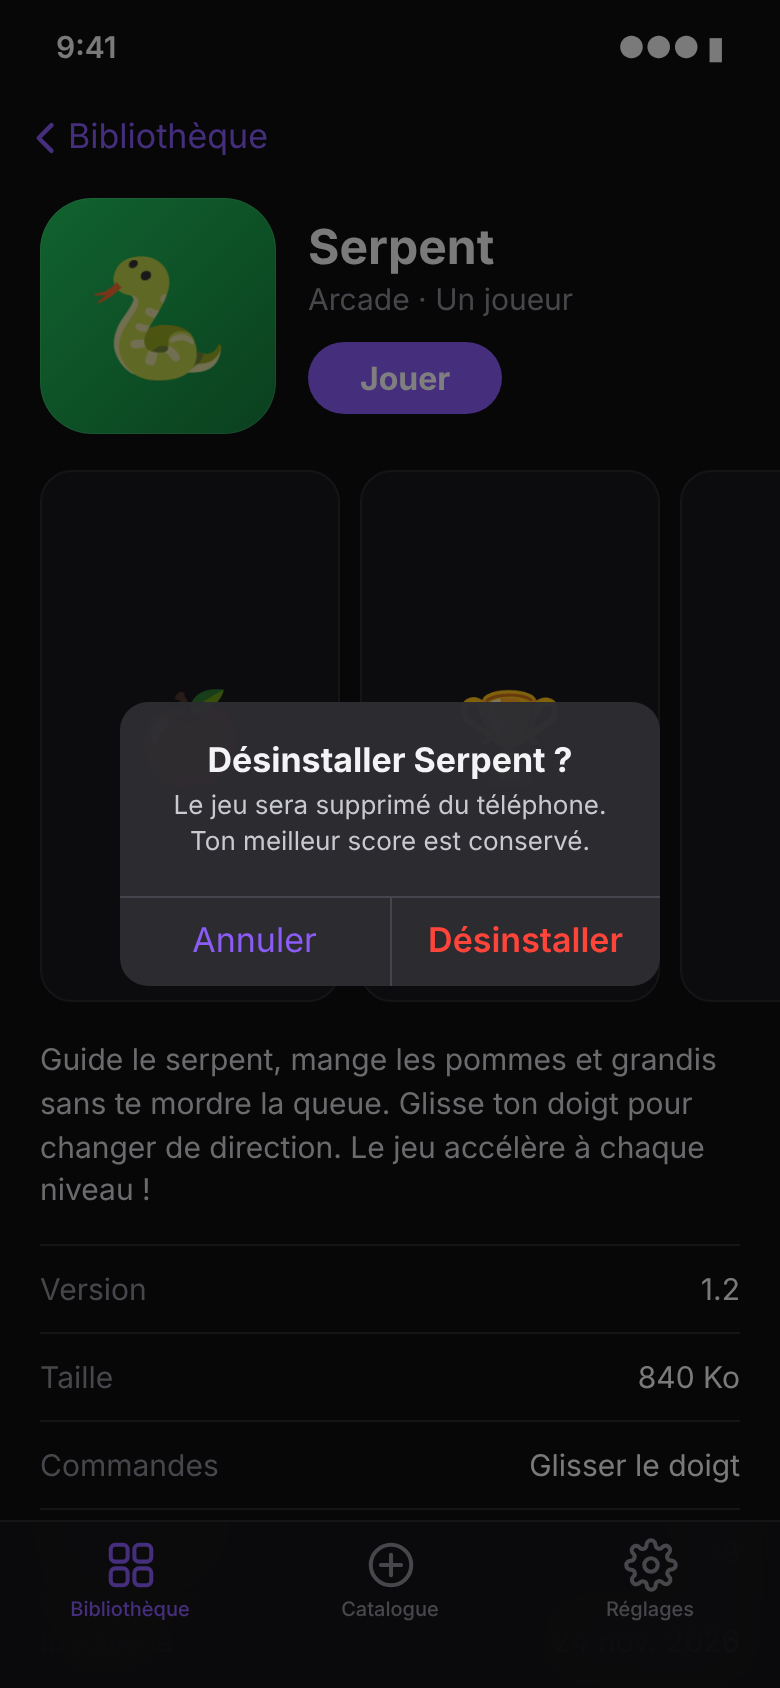 9:41
Bibliothèque
Serpent
Arcade · Un joueur
Jouer
Désinstaller Serpent ?
Le jeu sera supprimé du téléphone.
Ton meilleur score est conservé.
Annuler
Désinstaller
Guide le serpent, mange les pommes et grandis
sans te mordre la queue. Glisse ton doigt pour
changer de direction. Le jeu accélère à chaque
niveau !
Version
1.2
Taille
840 Ko
Commandes
Glisser le doigt
Bibliothèque
Catalogue
Réglages
nov. 2026